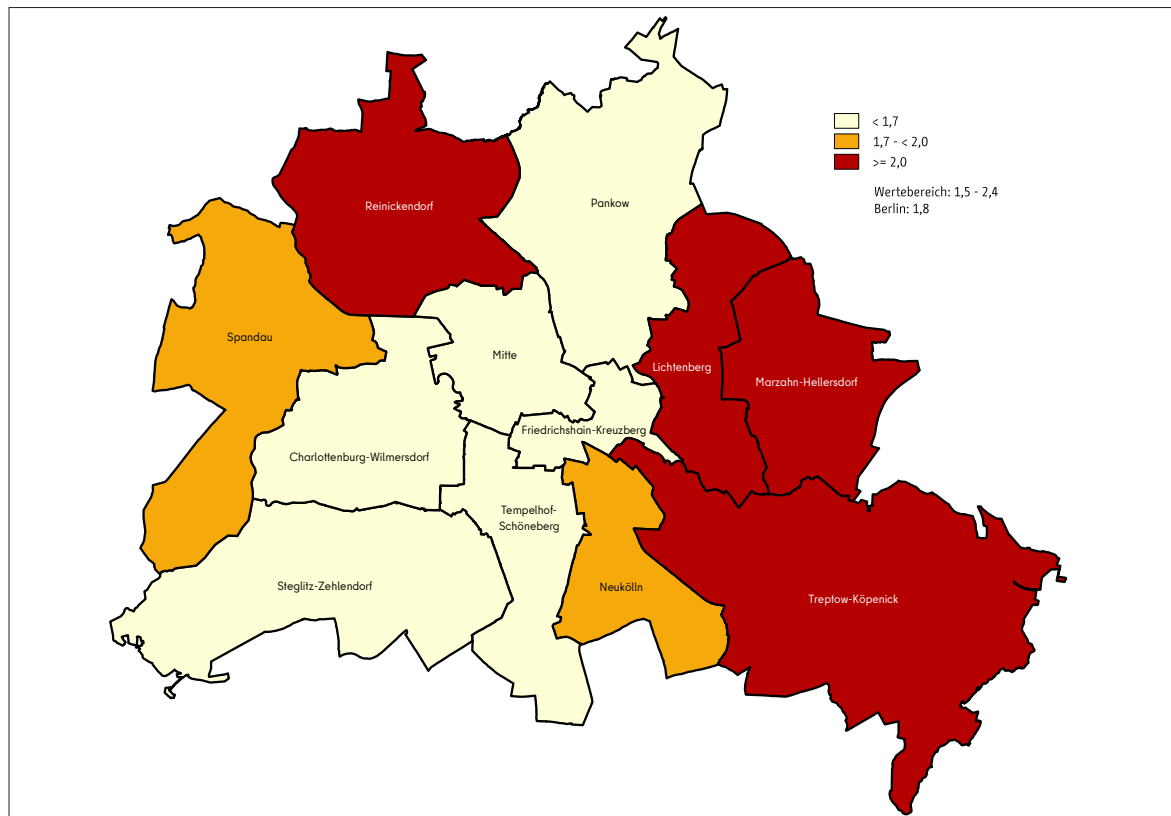 < 1,7
1,7 - < 2,0
>= 2,0
Wertebereich: 1,5 - 2,4
Berlin: 1,8
Reinickendorf
Pankow
Spandau
Mitte
Lichtenberg
Marzahn-Hellersdorf
Friedrichshain-Kreuzberg
Charlottenburg-Wilmersdorf
Tempelhof-
Schöneberg
Steglitz-Zehlendorf
Neukölln
Treptow-Köpenick